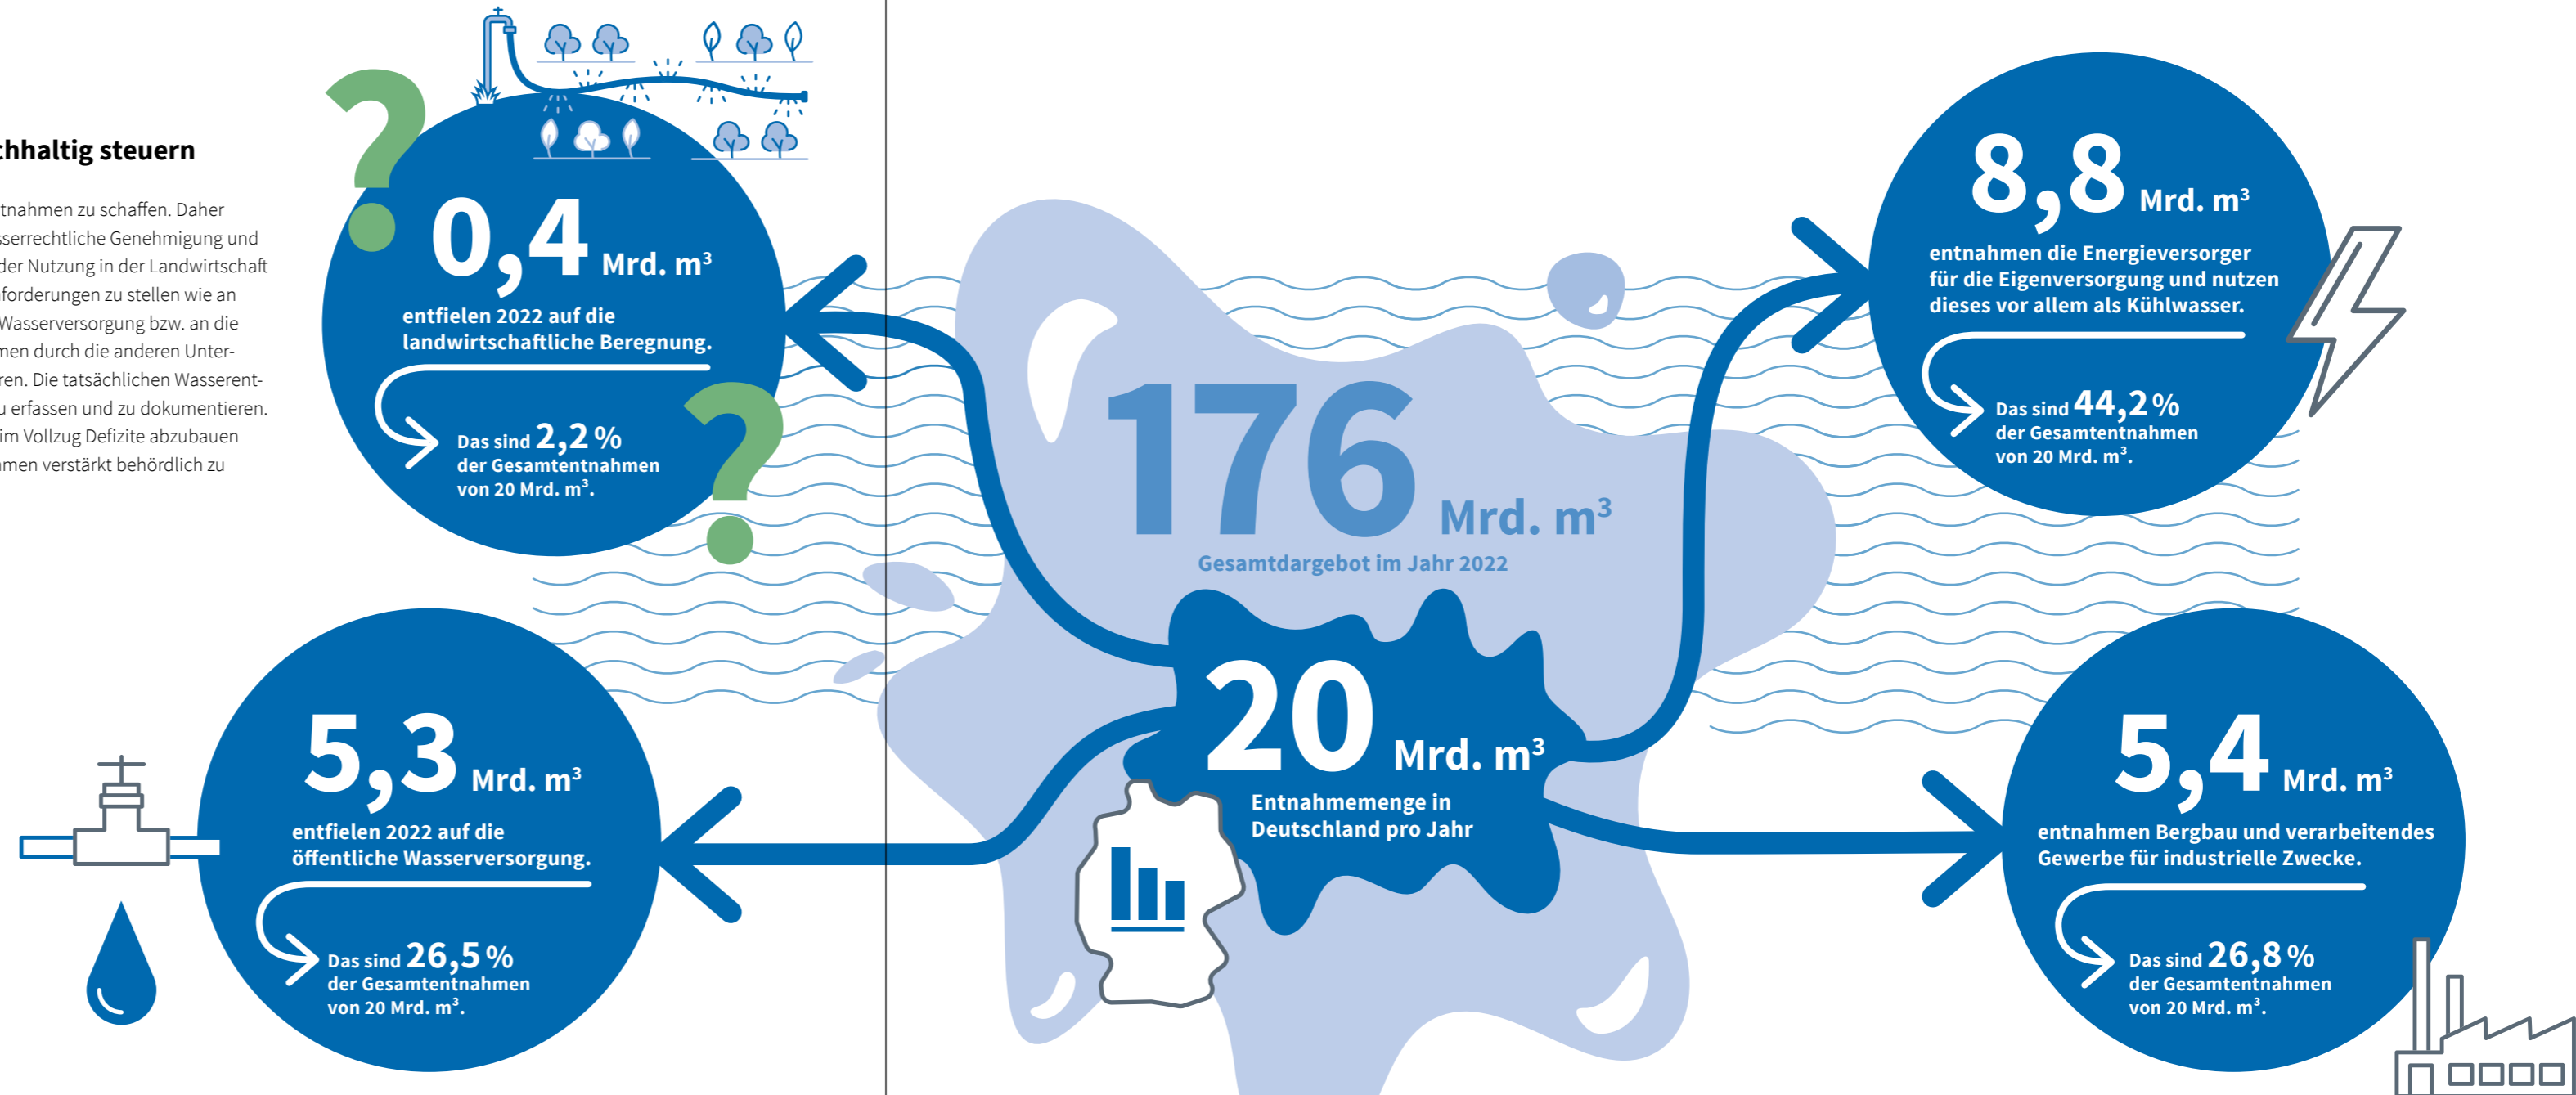 chhaltig steuern
tnahmen zu schaffen. Daher
sserrechtliche Genehmigung und
der Nutzung in der Landwirtschaft
forderungen zu stellen wie an
Wasserversorgung bzw. an die
men durch die anderen Unter-
ren. Die tatsächlichen Wasserent-
u erfassen und zu dokumentieren.
im Vollzug Defizite abzubauen
men verstärkt behördlich zu
?
0,4 Mrd. m³
entfielen 2022 auf die
landwirtschaftliche Beregnung.
Das sind 2,2 %
der Gesamtentnahmen
von 20 Mrd. m³.
?
5,3 Mrd. m³
entfielen 2022 auf die
öffentliche Wasserversorgung.
Das sind 26,5 %
der Gesamtentnahmen
von 20 Mrd. m³.
176 Mrd. m³
Gesamtdargebot im Jahr 2022
20 Mrd. m³
Entnahmemenge in
Deutschland pro Jahr
8,8 Mrd. m³
entnahmen die Energieversorger
für die Eigenversorgung und nutzen
dieses vor allem als Kühlwasser.
Das sind 44,2 %
der Gesamtentnahmen
von 20 Mrd. m³.
5,4 Mrd. m³
entnahmen Bergbau und verarbeitendes
Gewerbe für industrielle Zwecke.
Das sind 26,8 %
der Gesamtentnahmen
von 20 Mrd. m³.